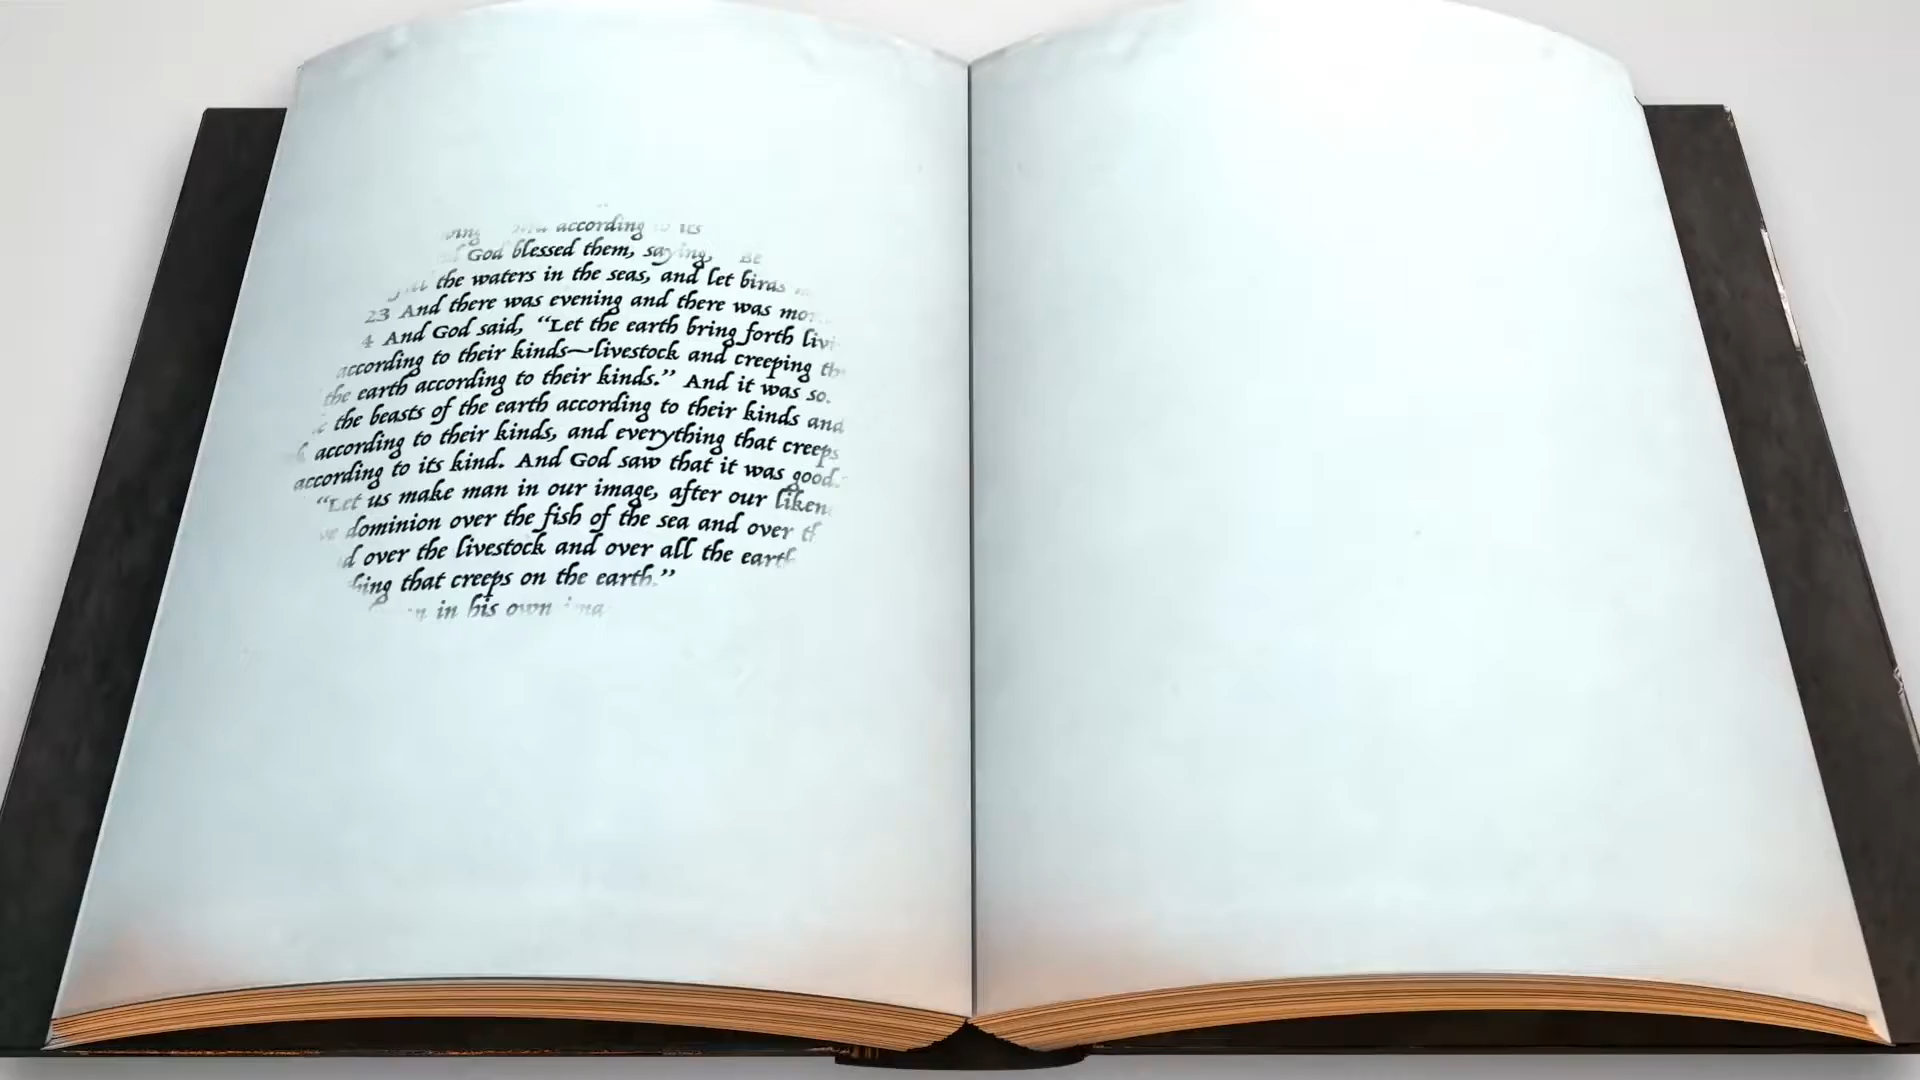 according its
God blessed them, saying, Be
the waters in the seas, and let birds
23 And there was evening and there was
4 And God said, “Let the earth bring forth
according to their kinds—livestock and creeping
the earth according to their kinds.” And it was so.
the beasts of the earth according to their kinds and
according to their kinds, and everything that creeps
according to its kind. And God saw that it was good.
“Let us make man in our image, after our
dominion over the fish of the sea and over
over the livestock and over all the earth
that creeps on the earth.”
in his own